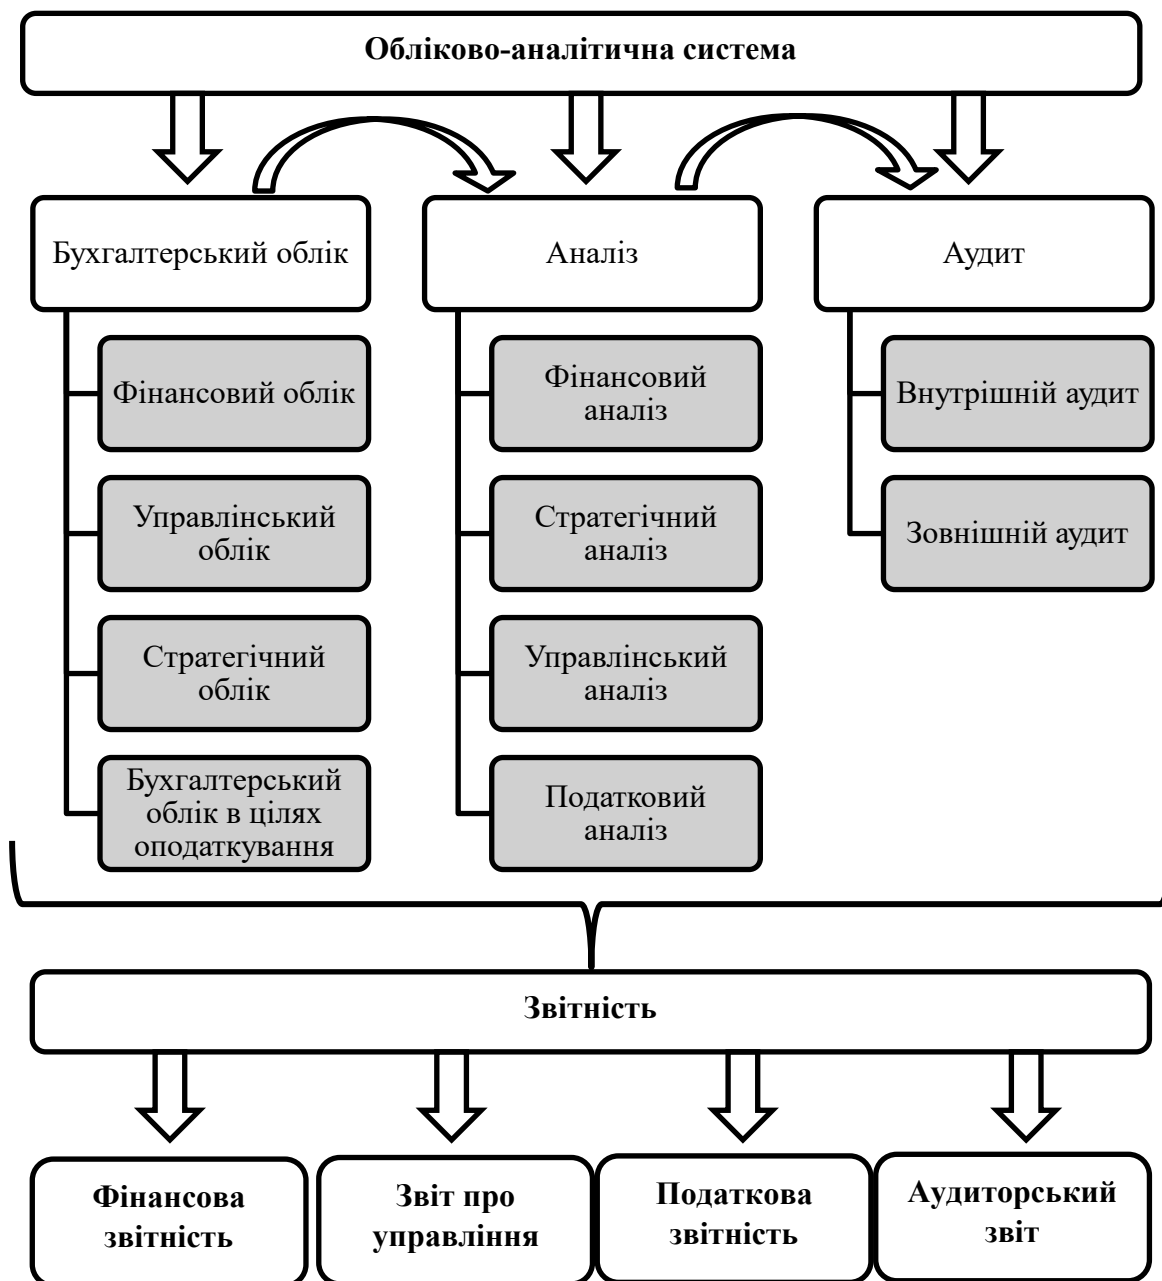 Обліково-аналітична система
Бухгалтерський облік
Фінансовий облік
Управлінський
облік
Стратегічний
облік
Бухгалтерський
облік в цілях
оподаткування
Аналіз
Фінансовий
аналіз
Стратегічний
аналіз
Управлінський
аналіз
Податковий
аналіз
Аудит
Внутрішній аудит
Зовнішній аудит
Звітність
Фінансова
звітність
Звіт про
управління
Податкова
звітність
Аудиторський
звіт